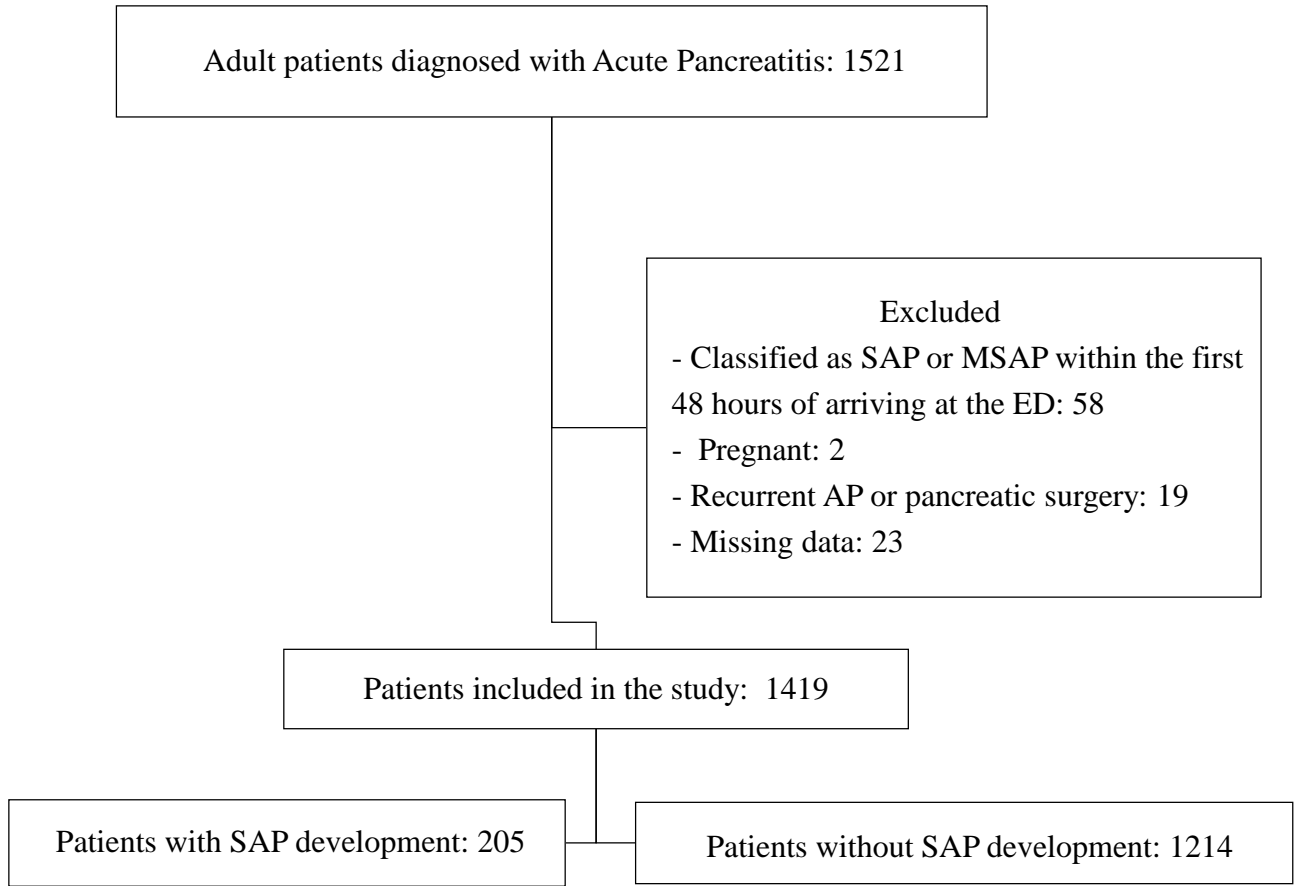 Adult patients diagnosed with Acute Pancreatitis: 1521
Excluded
- Classified as SAP or MSAP within the first
48 hours of arriving at the ED: 58
- Pregnant: 2
- Recurrent AP or pancreatic surgery: 19
- Missing data: 23
Patients included in the study: 1419
Patients with SAP development: 205
Patients without SAP development: 1214